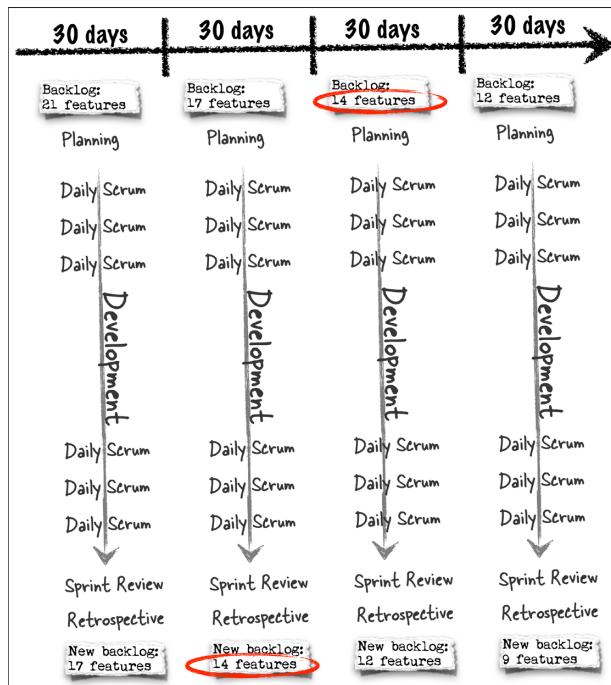 30 days
30 days
30 days
30 days
Backlog:
21 features
Planning
Daily Scrum
Daily Scrum
Daily Scrum
Development
Daily Scrum
Daily Scrum
Daily Scrum
Sprint Review
Retrospective
New backlog:
17 features
Backlog:
17 features
Planning
Daily Scrum
Daily Scrum
Daily Scrum
Development
Daily Scrum
Daily Scrum
Daily Scrum
Sprint Review
Retrospective
New backlog:
14 features
Backlog:
14 features
Planning
Daily Scrum
Daily Scrum
Daily Scrum
Development
Daily Scrum
Daily Scrum
Daily Scrum
Sprint Review
Retrospective
New backlog:
12 features
Backlog:
12 features
Planning
Daily Scrum
Daily Scrum
Daily Scrum
Development
Daily Scrum
Daily Scrum
Daily Scrum
Sprint Review
Retrospective
New backlog:
9 features